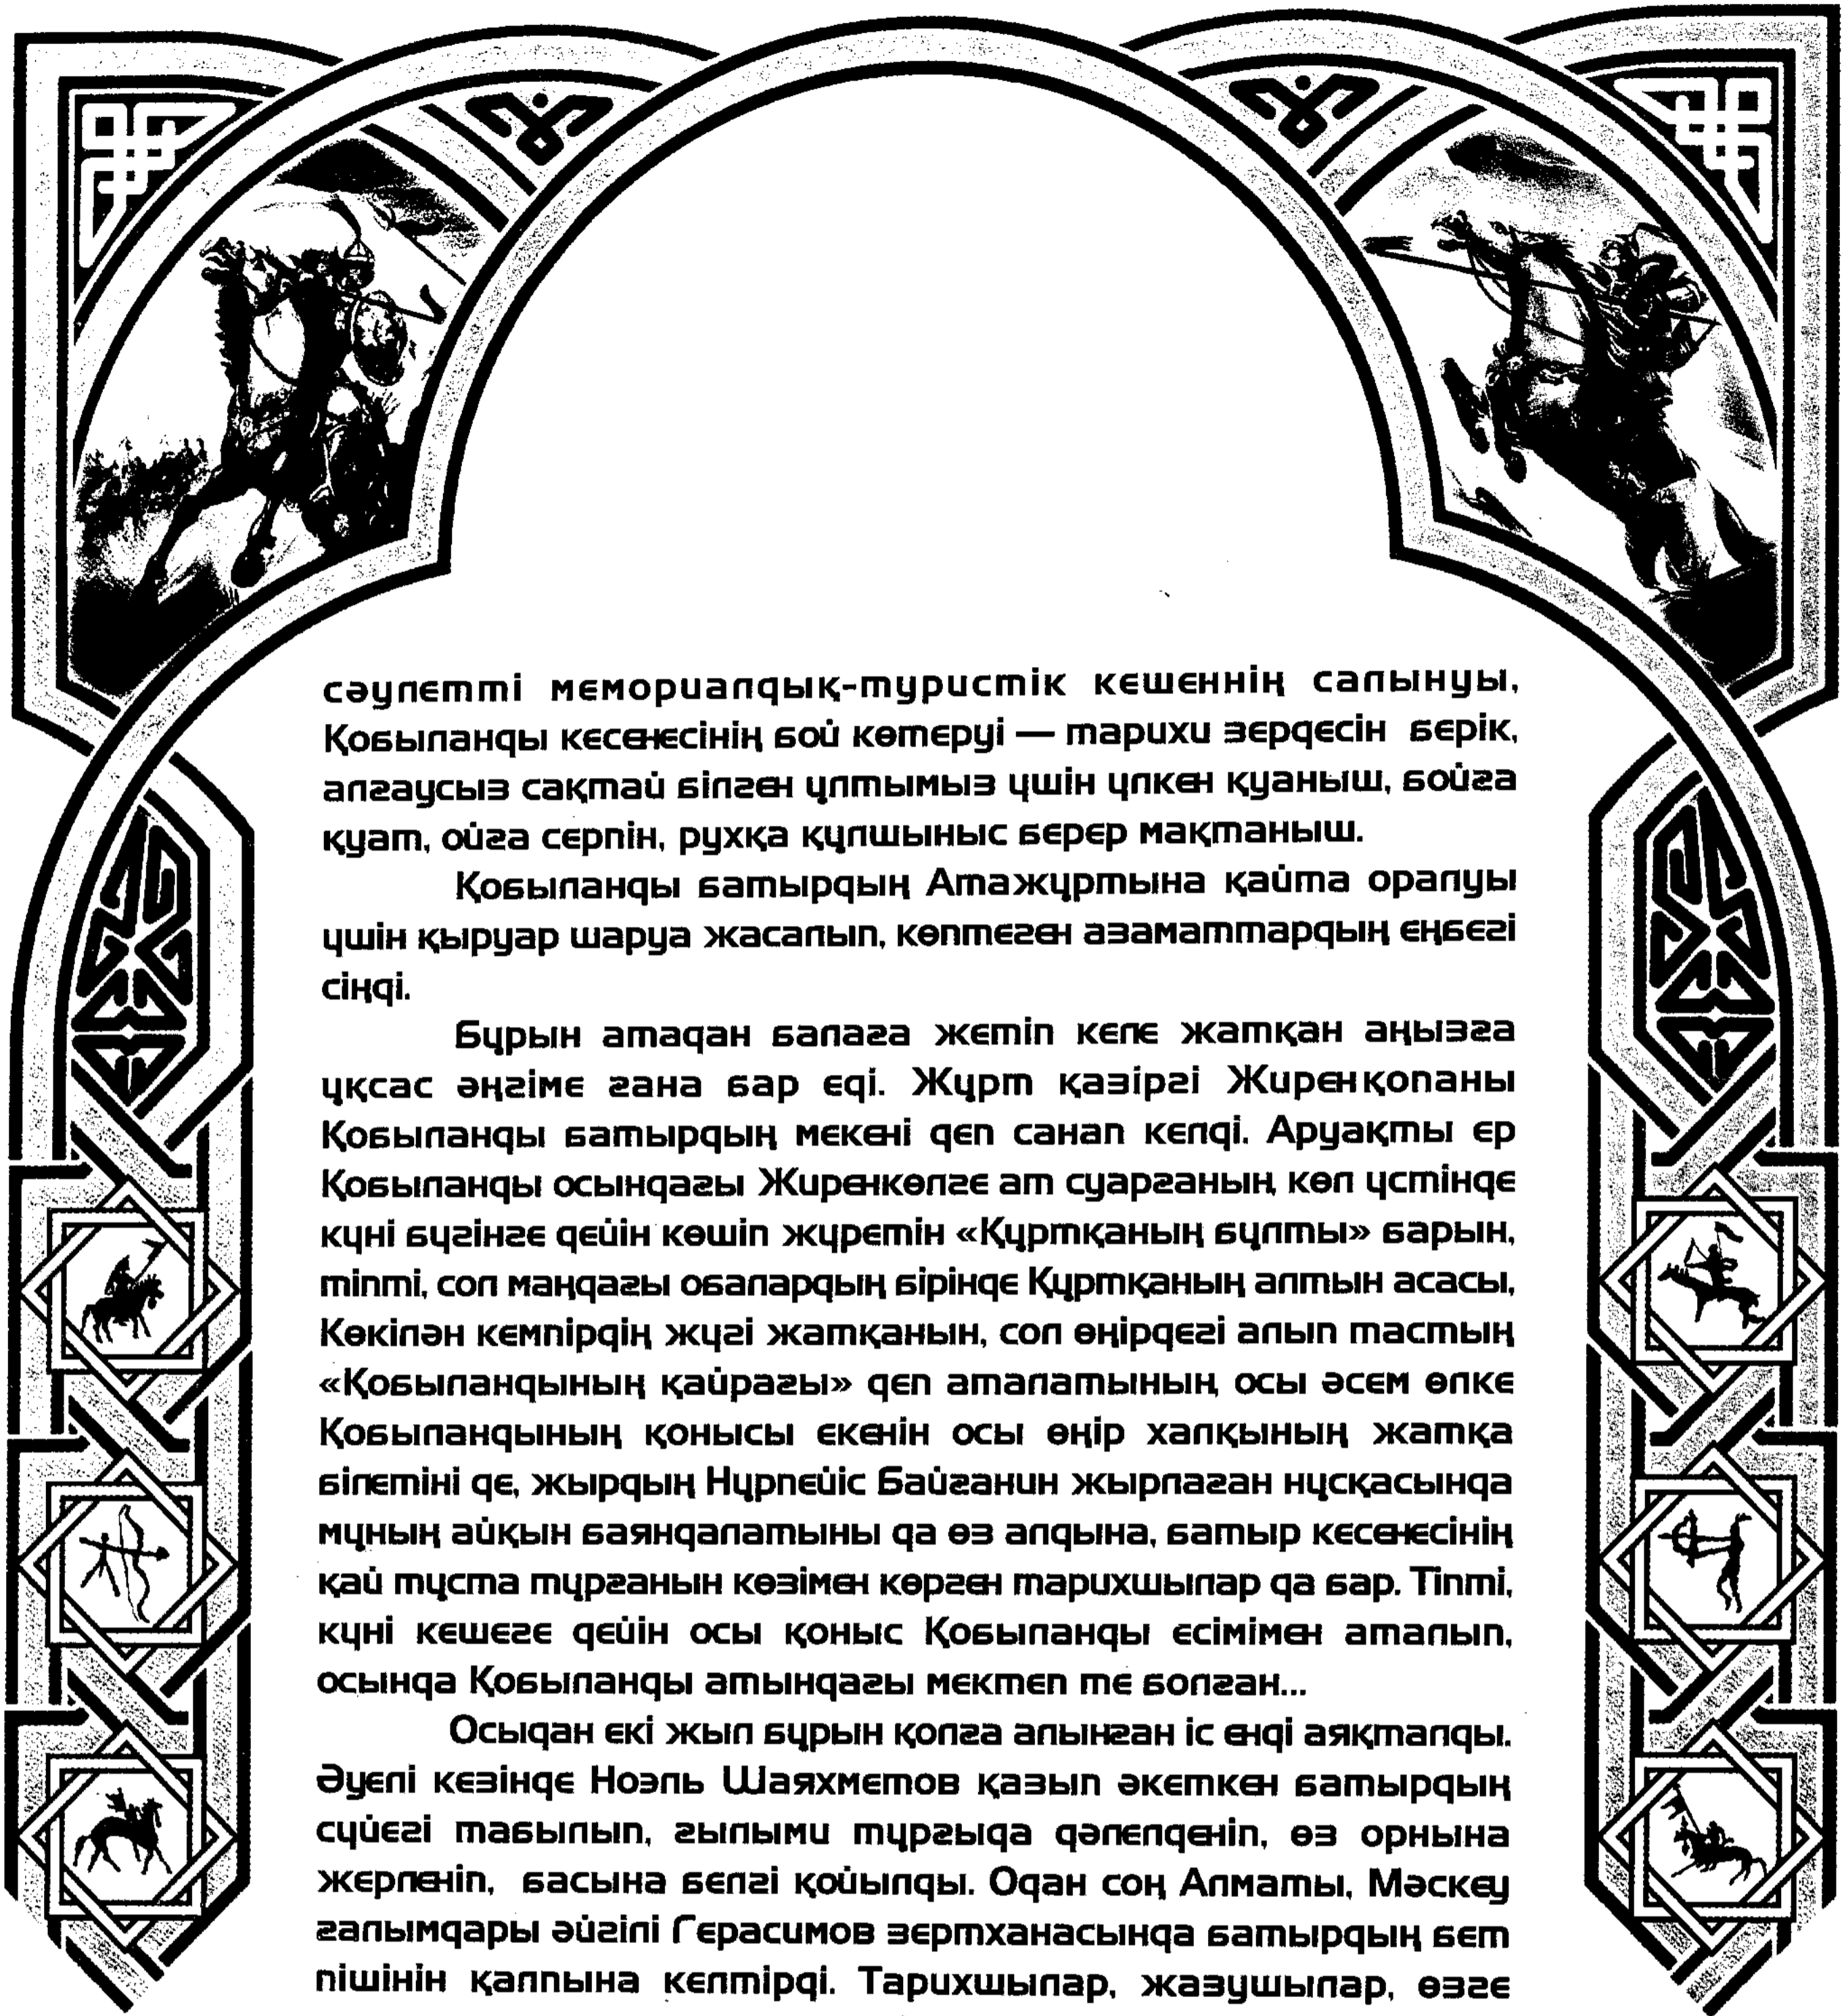 сәулетті мемориалдық-туристік кешеннің салынуы,
Қобыланды кесенесінің бой көтеруі — тарихи зердесін берік,
алғаусыз сақтай білген ұлтымыз үшін үлкен қуаныш, бойға
қуат, ойға серпін, рухқа құлшыныс берер мақтаныш.
Қобыланды батырдың Атажұртына қайта оралуы
үшін қыруар шаруа жасалып, көптеген азаматтардың еңбегі
сіңді.
Бұрын атадан балаға жетіп келе жатқан аңызға
ұқсас әңгіме ғана бар еді. Жұрт қазіргі Жиренқопаны
Қобыланды батырдың мекені деп санап келді. Аруақты ер
Қобыланды осындағы Жиренкөлге ат суарғанын, көл үстінде
күні бүгінге дейін көшіп жүретін «Құртқаның бұлты» барын,
тіпті, сол маңдағы обалардың бірінде Құртқаның алтын асасы,
Көкілән кемпірдің жүгі жатқанын, сол өңірдегі алып тастың
«Қобыландының қайрағы» деп аталатынын, осы әсем өлке
Қобыландының қонысы екенін осы өңір халқының жатқа
білетіні де, жырдың Нұрпейіс Байғанин жырлаған нұсқасында
мұның айқын баяндалатыны да өз алдына, батыр кесенесінің
қай тұста тұрғанын көзімен көрген тарихшылар да бар. Тіпті,
күні кешеге дейін осы қоныс Қобыланды есімімен аталып,
осында Қобыланды атындағы мектеп те болған...
Осыдан екі жыл бұрын қолға алынған іс енді аяқталды.
Әуелі кезінде Ноэль Шаяхметов қазып әкеткен батырдың
сүйегі табылып, ғылыми тұрғыда дәлелденіп, өз орнына
жерленіп, басына белгі қойылды. Одан соң Алматы, Мәскеу
ғалымдары әйгілі Герасимов зертханасында батырдың бет
пішінін қалпына келтірді. Тарихшылар, жазушылар, өзге